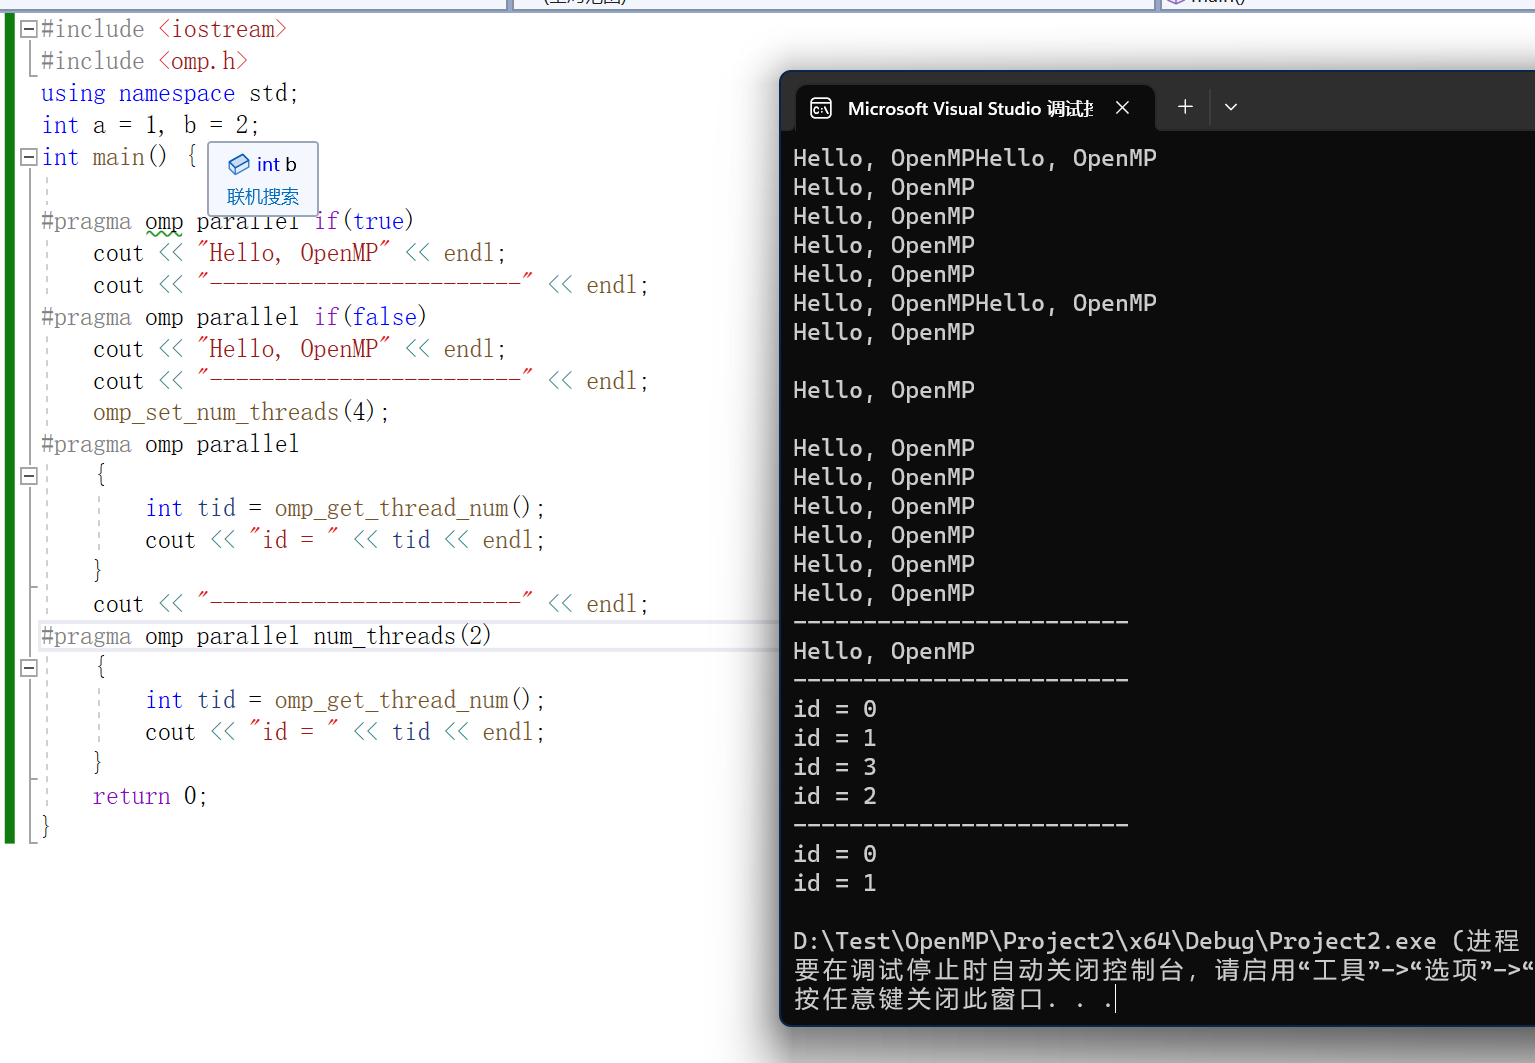 main()
#include <iostream>
#include <omp.h>
using namespace std;
int a = 1, b = 2;
int main() {
int b
联机搜索
#pragma omp parallel if(true)
cout << "Hello, OpenMP" << endl;
cout << "------------------------" << endl;
#pragma omp parallel if(false)
cout << "Hello, OpenMP" << endl;
cout << "------------------------" << endl;
omp_set_num_threads(4);
#pragma omp parallel
{
int tid = omp_get_thread_num();
cout << "id = " << tid << endl;
}
cout << "------------------------" << endl;
#pragma omp parallel num_threads(2)
{
int tid = omp_get_thread_num();
cout << "id = " << tid << endl;
}
return 0;
}
Microsoft Visual Studio 调试
Hello, OpenMPHello, OpenMP
Hello, OpenMP
Hello, OpenMP
Hello, OpenMP
Hello, OpenMP
Hello, OpenMPHello, OpenMP
Hello, OpenMP
Hello, OpenMP
Hello, OpenMP
Hello, OpenMP
Hello, OpenMP
Hello, OpenMP
Hello, OpenMP
Hello, OpenMP
------------------------
Hello, OpenMP
------------------------
id = 0
id = 1
id = 3
id = 2
------------------------
id = 0
id = 1
D:\Test\OpenMP\Project2\x64\Debug\Project2.exe (进程
要在调试停止时自动关闭控制台，请启用“工具”->“选项”->“
按任意键关闭此窗口. . .